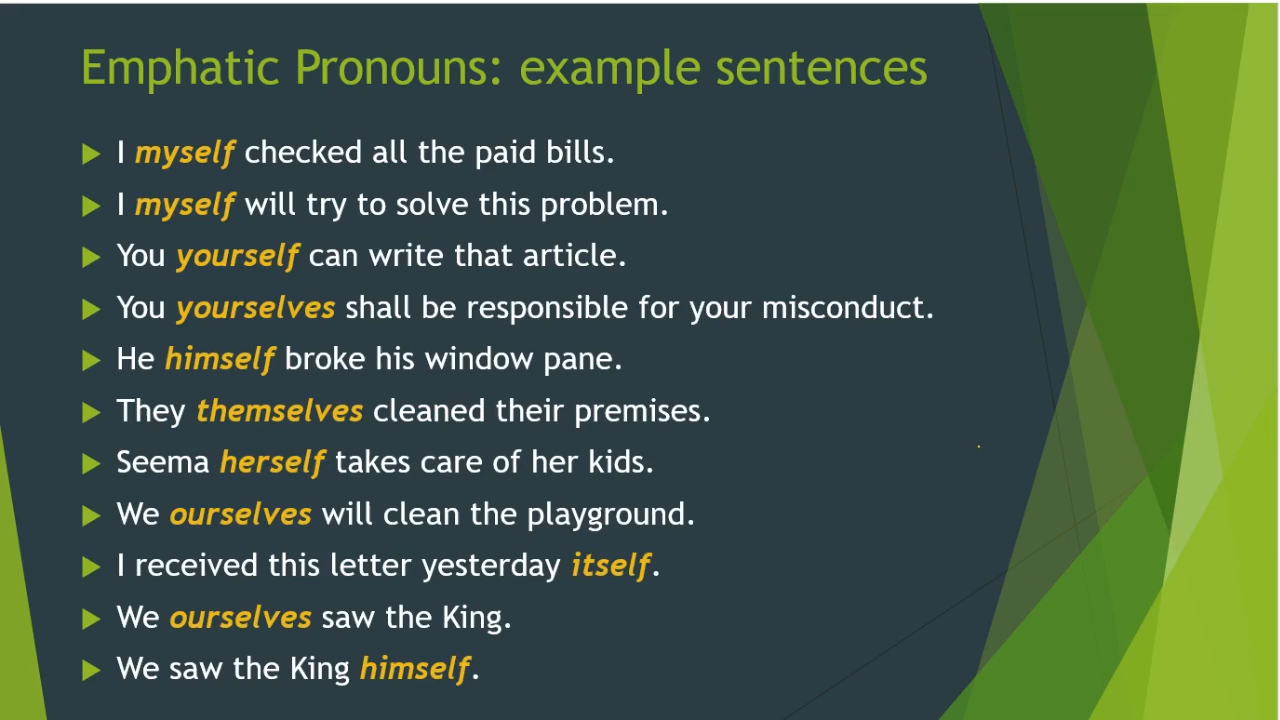 Emphatic Pronouns: example sentences
I myself checked all the paid bills.
I myself will try to solve this problem.
You yourself can write that article.
You yourselves shall be responsible for your misconduct.
He himself broke his window pane.
They themselves cleaned their premises.
Seema herself takes care of her kids.
We ourselves will clean the playground.
I received this letter yesterday itself.
We ourselves saw the King.
We saw the King himself.